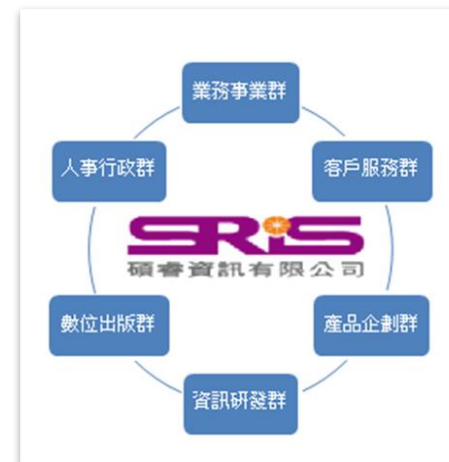 業務事業群
人事行政群
客戶服務群
SRIS
碩睿資訊有限公司
數位出版群
產品企劃群
資訊研發群